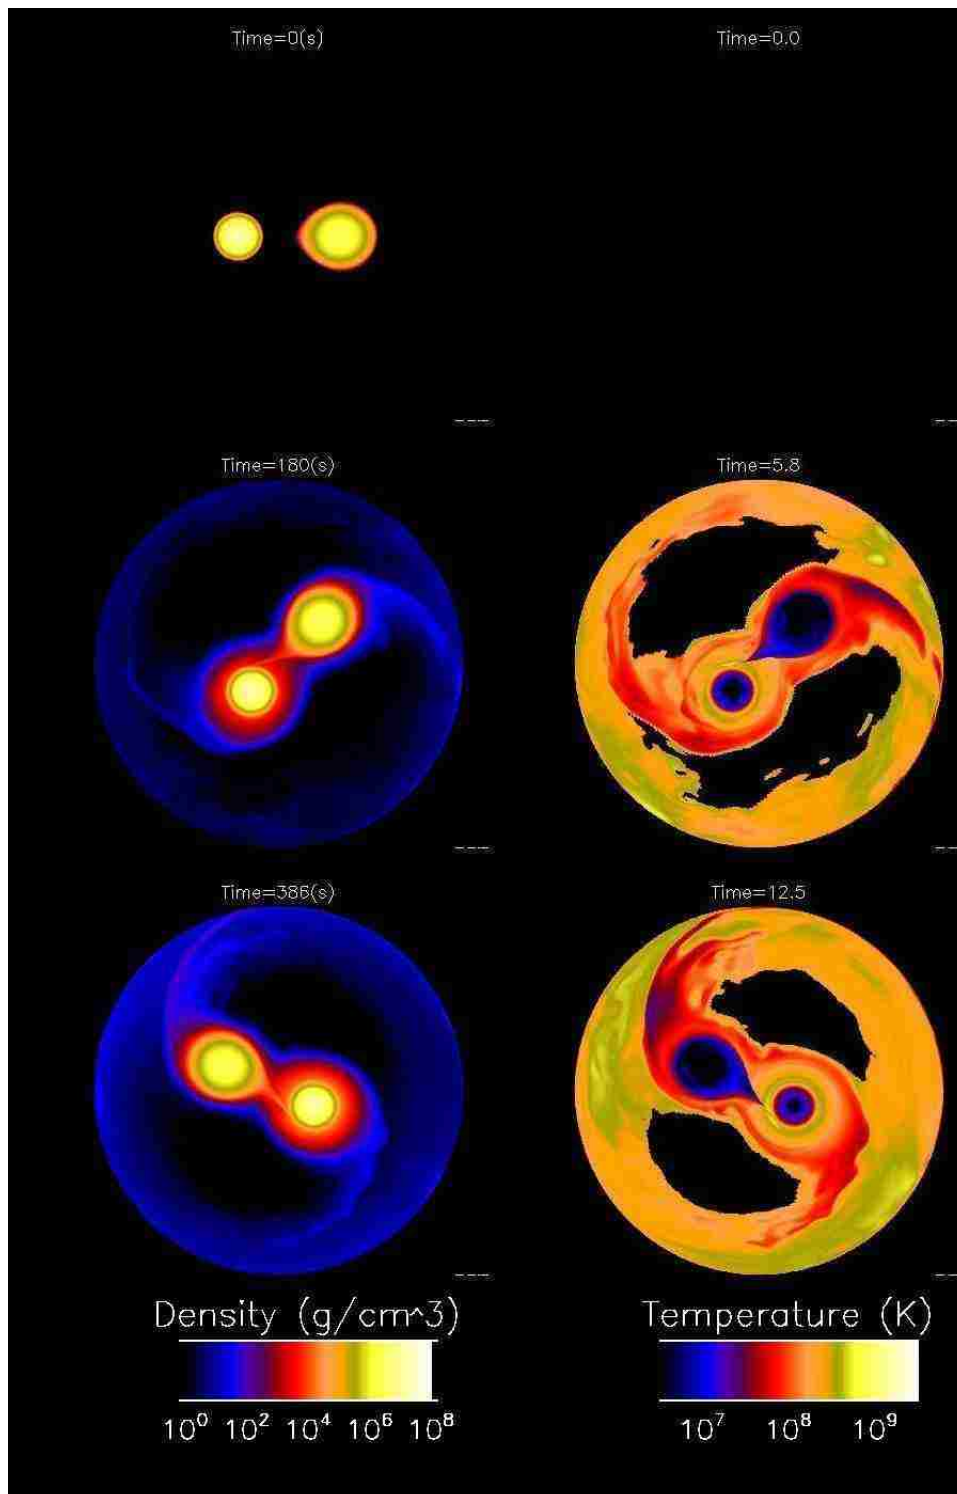 Time=0(s) Time=0.0
Time=180(s) Time=5.8
Time=386(s) Time=12.5
Density (g/cm^3) Temperature (K)
10⁰ 10² 10⁴ 10⁶ 10⁸ 10⁷ 10⁸ 10⁹